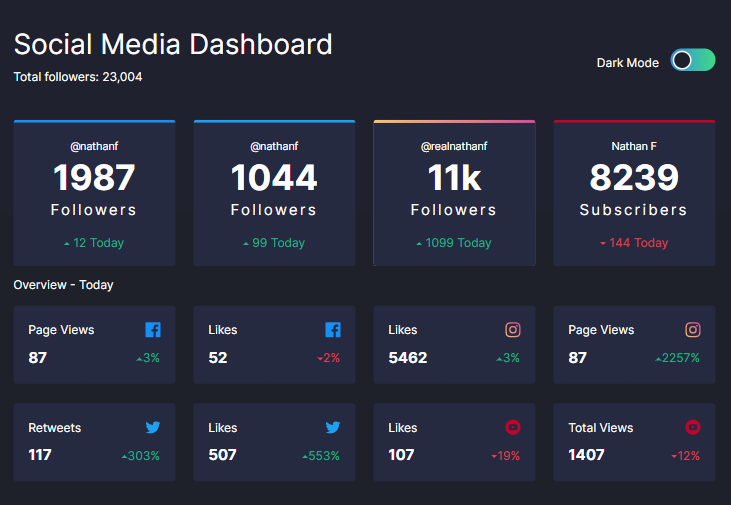 Social Media Dashboard
Total followers: 23,004
Dark Mode
@nathanf
1987
Followers
12 Today
@nathanf
1044
Followers
99 Today
@realnathanf
11k
Followers
1099 Today
Nathan F
8239
Subscribers
144 Today
Overview - Today
Page Views
87
3%
Likes
52
2%
Likes
5462
3%
Page Views
87
2257%
Retweets
117
303%
Likes
507
553%
Likes
107
19%
Total Views
1407
12%